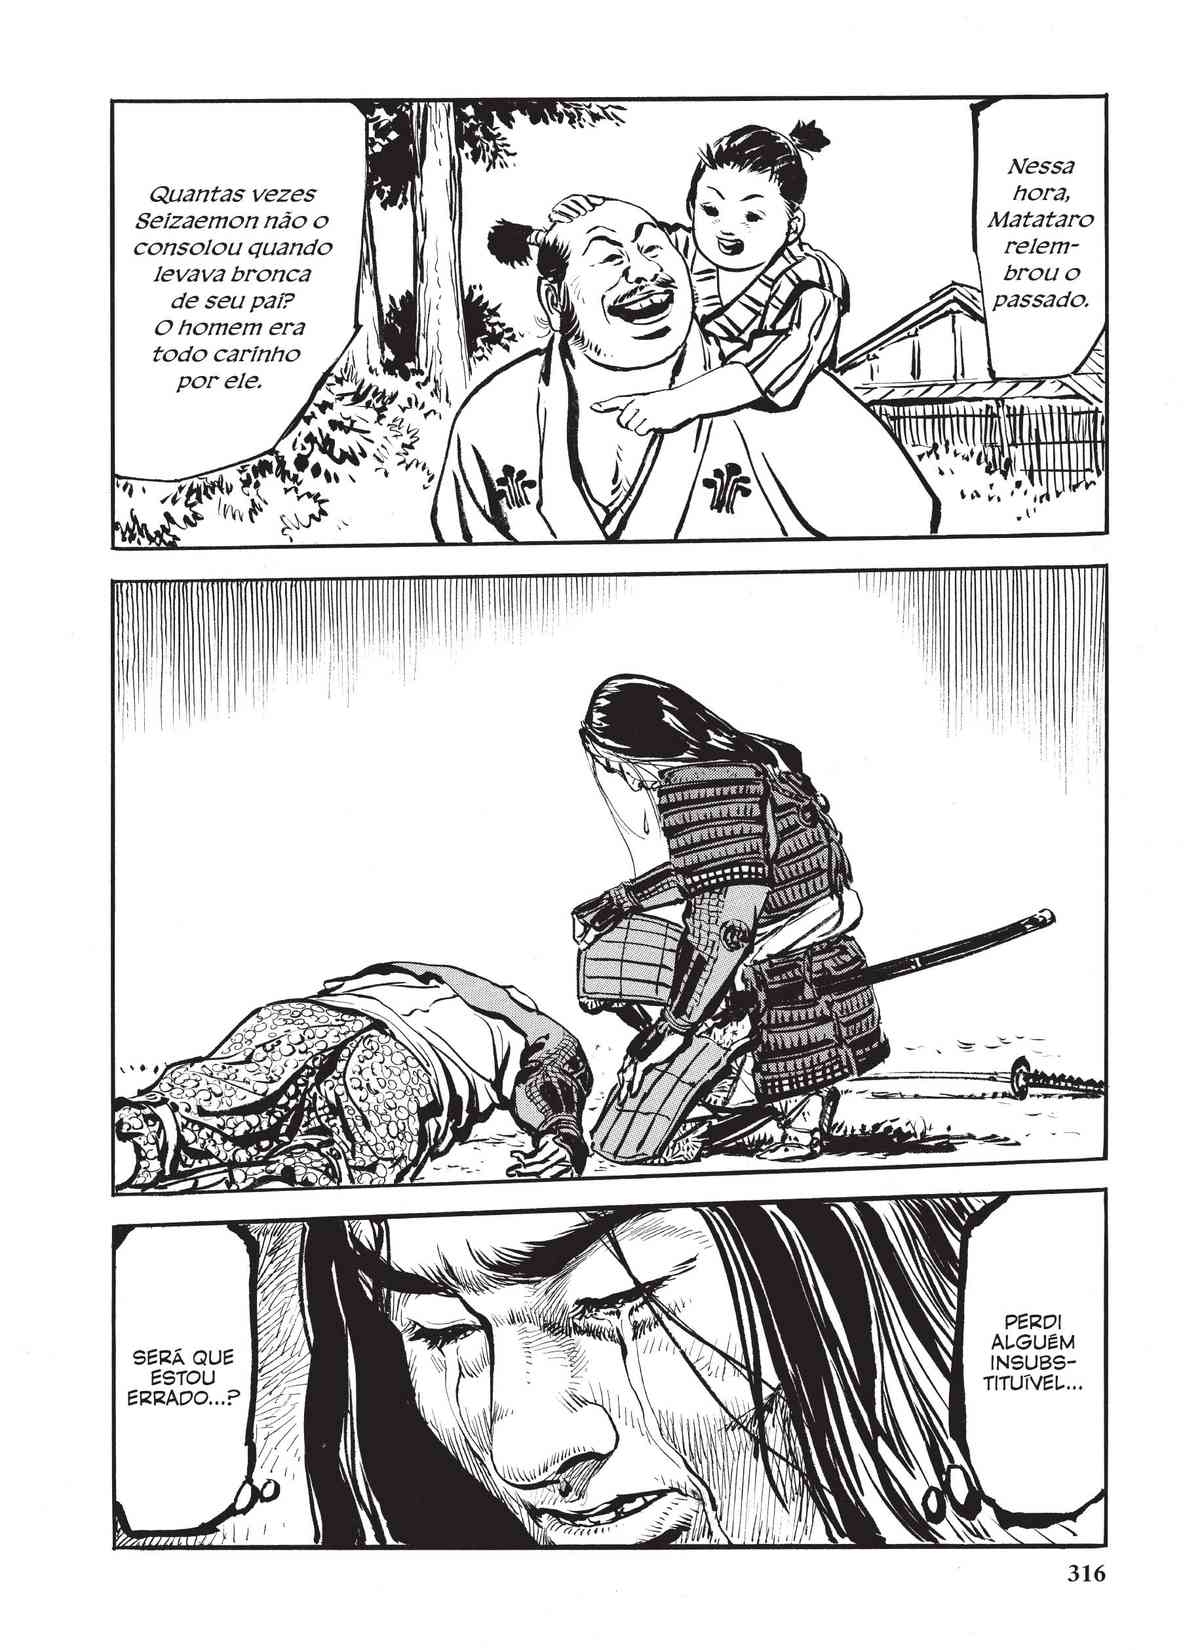 Nessa
hora,
Matataro
relem-
brou o
passado.
Quantas vezes
Seizaemon não o
consolou quando
levava bronca
de seu pai?
O homem era
todo carinho
por ele.
PERDI
ALGUÉM
INSUBS-
TITUÍVEL...
SERÁ QUE
ESTOU
ERRADO...?
316